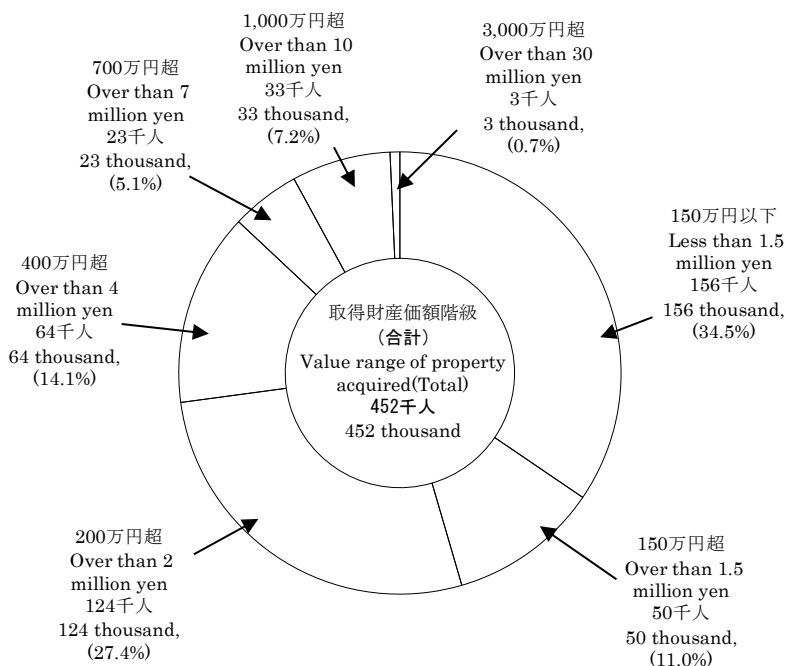 1,000万円超
Over than 10
million yen
33千人
33 thousand,
(7.2%)
3,000万円超
Over than 30
million yen
3千人
3 thousand,
(0.7%)
700万円超
Over than 7
million yen
23千人
23 thousand,
(5.1%)
150万円以下
Less than 1.5
million yen
156千人
156 thousand,
(34.5%)
400万円超
Over than 4
million yen
64千人
64 thousand,
(14.1%)
取得財産価額階級
(合計)
Value range of property
acquired(Total)
452千人
452 thousand
200万円超
Over than 2
million yen
124千人
124 thousand,
(27.4%)
150万円超
Over than 1.5
million yen
50千人
50 thousand,
(11.0%)